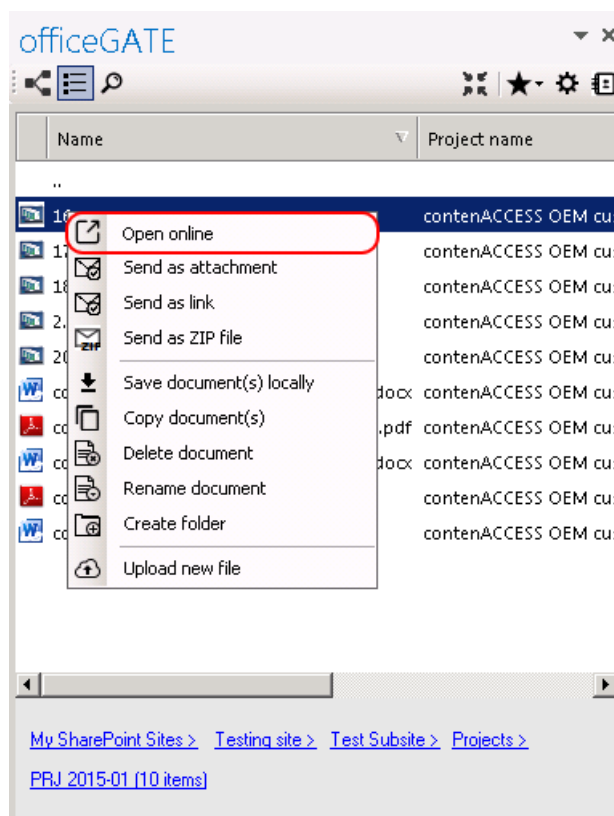 officeGATE
Name Project name
..
16 contenACCESS OEM cu
Open online
17 contenACCESS OEM cu
Send as attachment
18 contenACCESS OEM cu
Send as link
2. contenACCESS OEM cu
ZIP Send as ZIP file
20 contenACCESS OEM cu
Save document(s) locally
co docx contenACCESS OEM cu
Copy document(s)
co .pdf contenACCESS OEM cu
Delete document
co docx contenACCESS OEM cu
Rename document
co contenACCESS OEM cu
Create folder
co contenACCESS OEM cu
Upload new file
My SharePoint Sites > Testing site > Test Subsite > Projects >
PRJ 2015-01 (10 items)